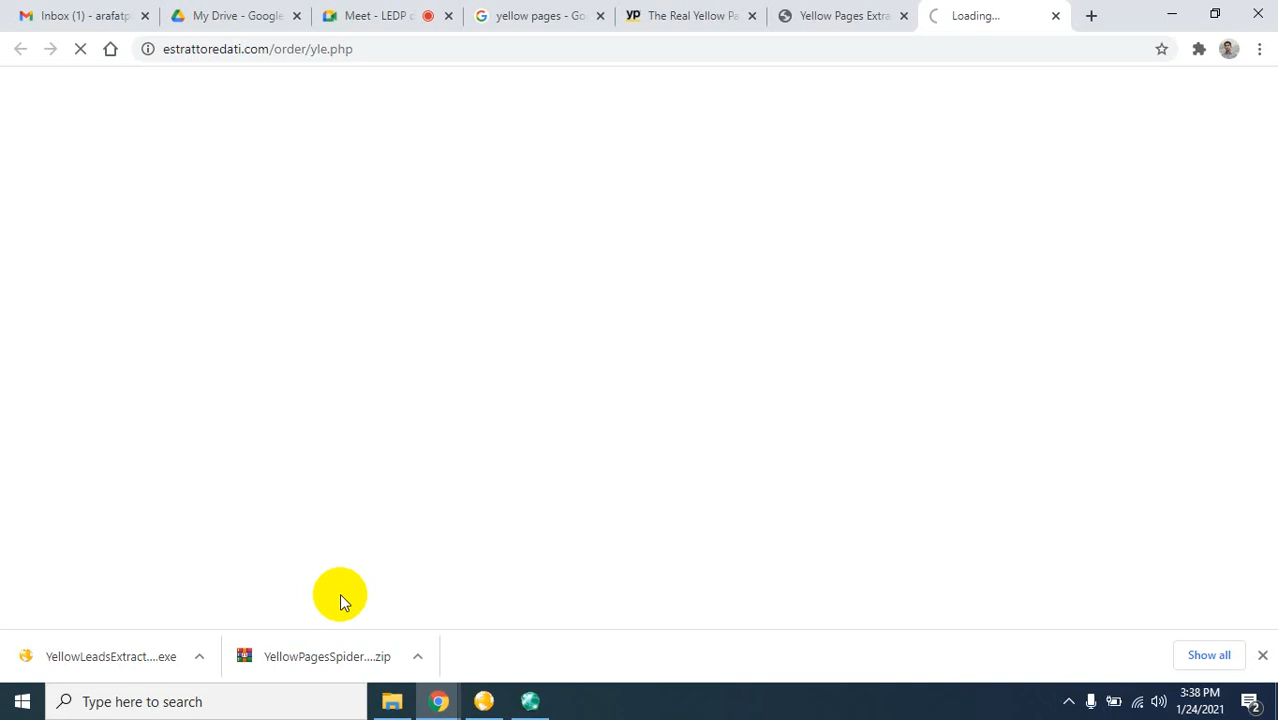 Inbox (1) - arafatp
My Drive - Google
Meet - LEDP c
yellow pages - Go
The Real Yellow Pa
Yellow Pages Extra
Loading...
estrattoredati.com/order/yle.php
YellowLeadsExtract....exe
YellowPagesSpider....zip
Show all
Type here to search
3:38 PM
1/24/2021
2